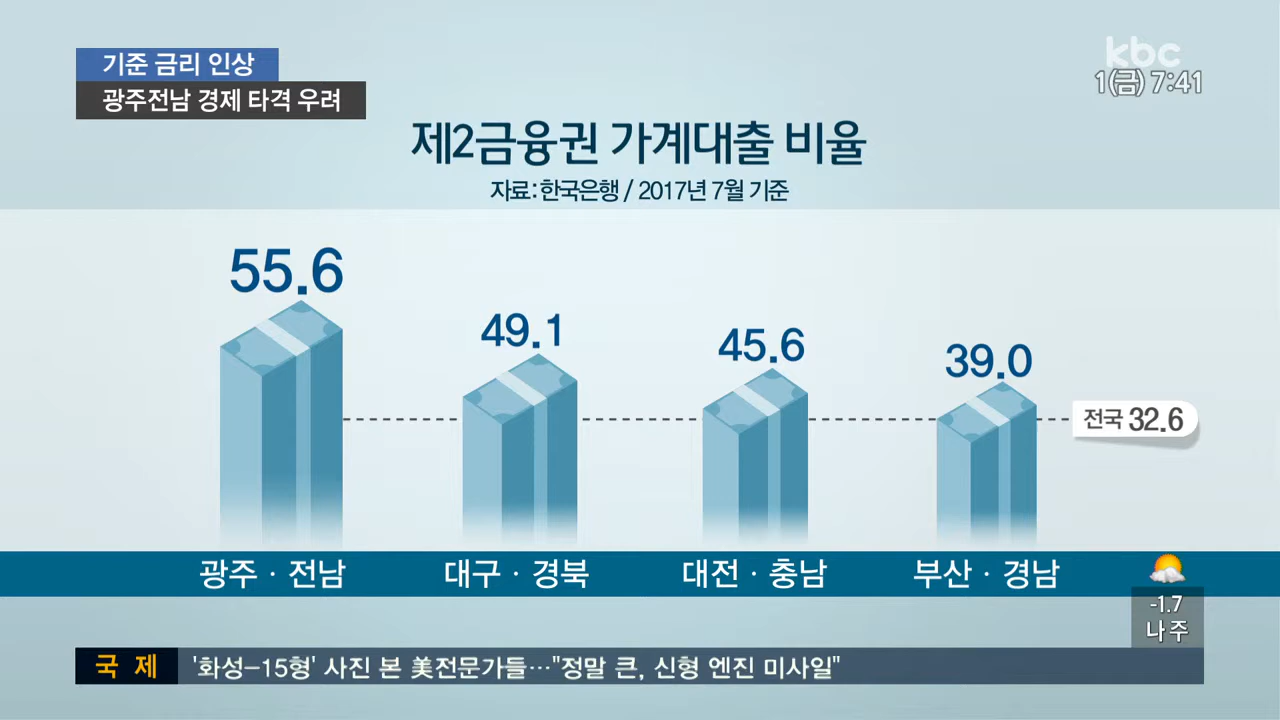 기준 금리 인상
광주전남 경제 타격 우려
kbc
1(금) 7:41
제2금융권 가계대출 비율
자료:한국은행 / 2017년 7월 기준
55.6
49.1
45.6
39.0
전국 32.6
광주·전남
대구·경북
대전·충남
부산·경남
-1.7
나주
국제 '화성-15형' 사진 본 美전문가들…"정말 큰, 신형 엔진 미사일"